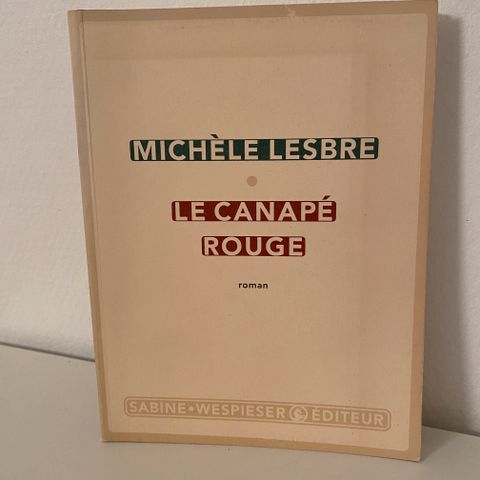 MICHÈLE LESBRE
LE CANAPÉ
ROUGE
roman
SABINE • WESPIESER ÉDITEUR